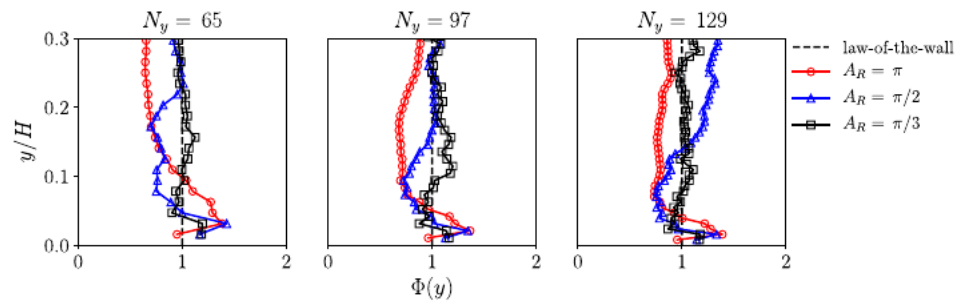 N_y = 65
N_y = 97
N_y = 129
0.3
0.2
0.1
0.0
y/H
0 1 2
0 1 2
0 1 2
Φ(y)
law-of-the-wall
A_R = π
A_R = π/2
A_R = π/3